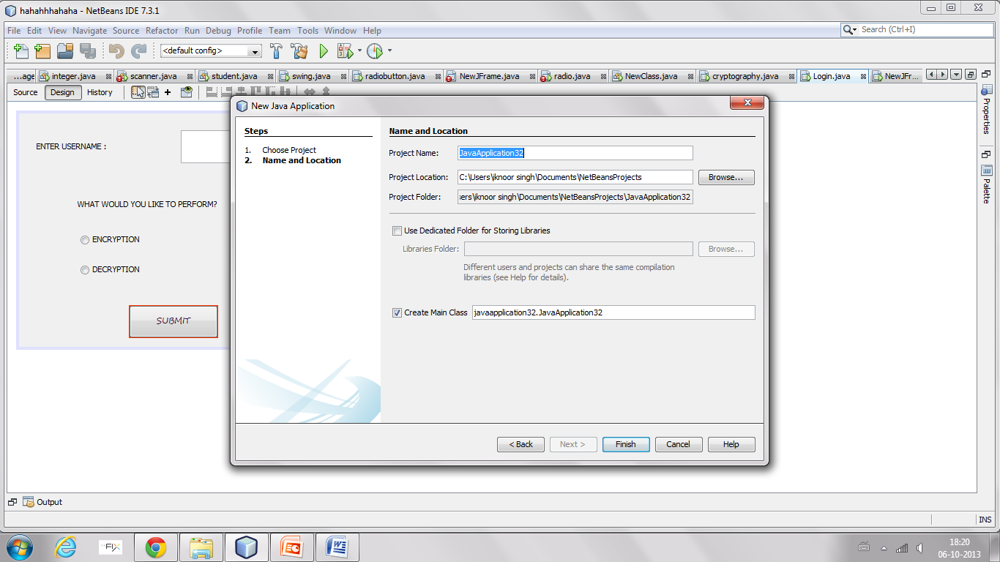 hahahhhahaha - NetBeans IDE 7.3.1
File Edit View Navigate Source Refactor Run Debug Profile Team Tools Window Help
Search (Ctrl+I)
<default config>
...age integer.java scanner.java student.java swing.java radiobutton.java NewJFrame.java radio.java NewClass.java cryptography.java Login.java NewJFr...
Source Design History
Properties
Palette
ENTER USERNAME :
WHAT WOULD YOU LIKE TO PERFORM?
ENCRYPTION
DECRYPTION
SUBMIT
New Java Application
Steps
1. Choose Project
2. Name and Location
Name and Location
Project Name: JavaApplication32
Project Location: C:\Users\iknoor singh\Documents\NetBeansProjects Browse...
Project Folder: sers\iknoor singh\Documents\NetBeansProjects\JavaApplication32
Use Dedicated Folder for Storing Libraries
Libraries Folder: Browse...
Different users and projects can share the same compilation
libraries (see Help for details).
Create Main Class javaapplication32.JavaApplication32
< Back Next > Finish Cancel Help
Output
INS
FIX
18:20
06-10-2013